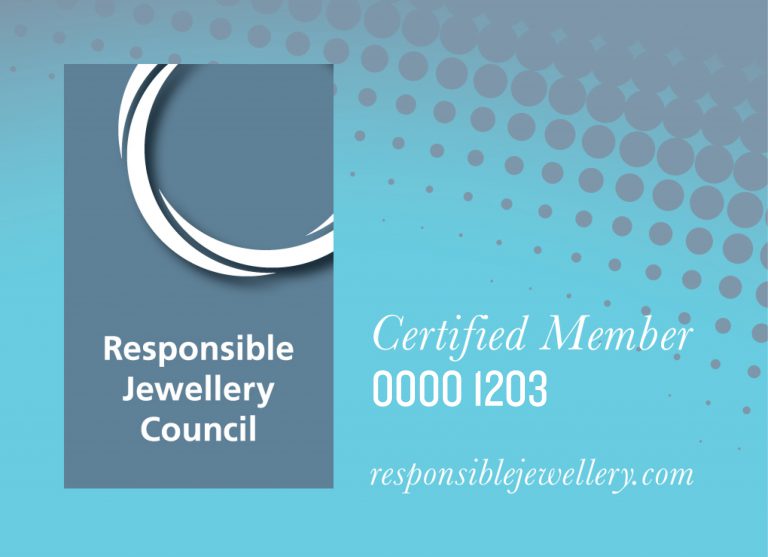 Responsible
Jewellery
Council
Certified Member
0000 1203
responsiblejewellery.com